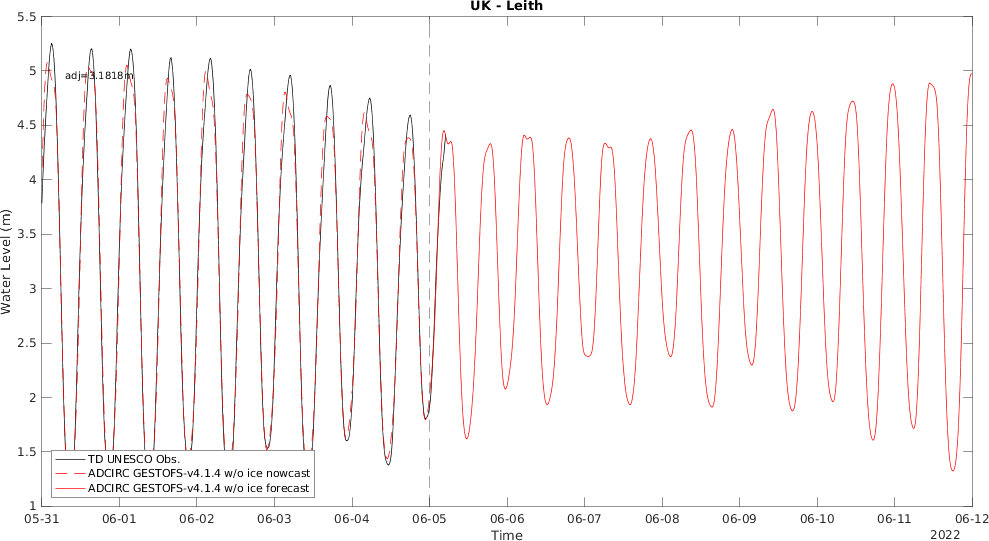 UK - Leith
5.5
5
4.5
4
3.5
3
2.5
2
1.5
1
Water Level (m)
adj=3.1818m
TD UNESCO Obs.
ADCIRC GESTOFS-v4.1.4 w/o ice nowcast
ADCIRC GESTOFS-v4.1.4 w/o ice forecast
05-31 06-01 06-02 06-03 06-04 06-05 06-06 06-07 06-08 06-09 06-10 06-11 06-12
Time
2022